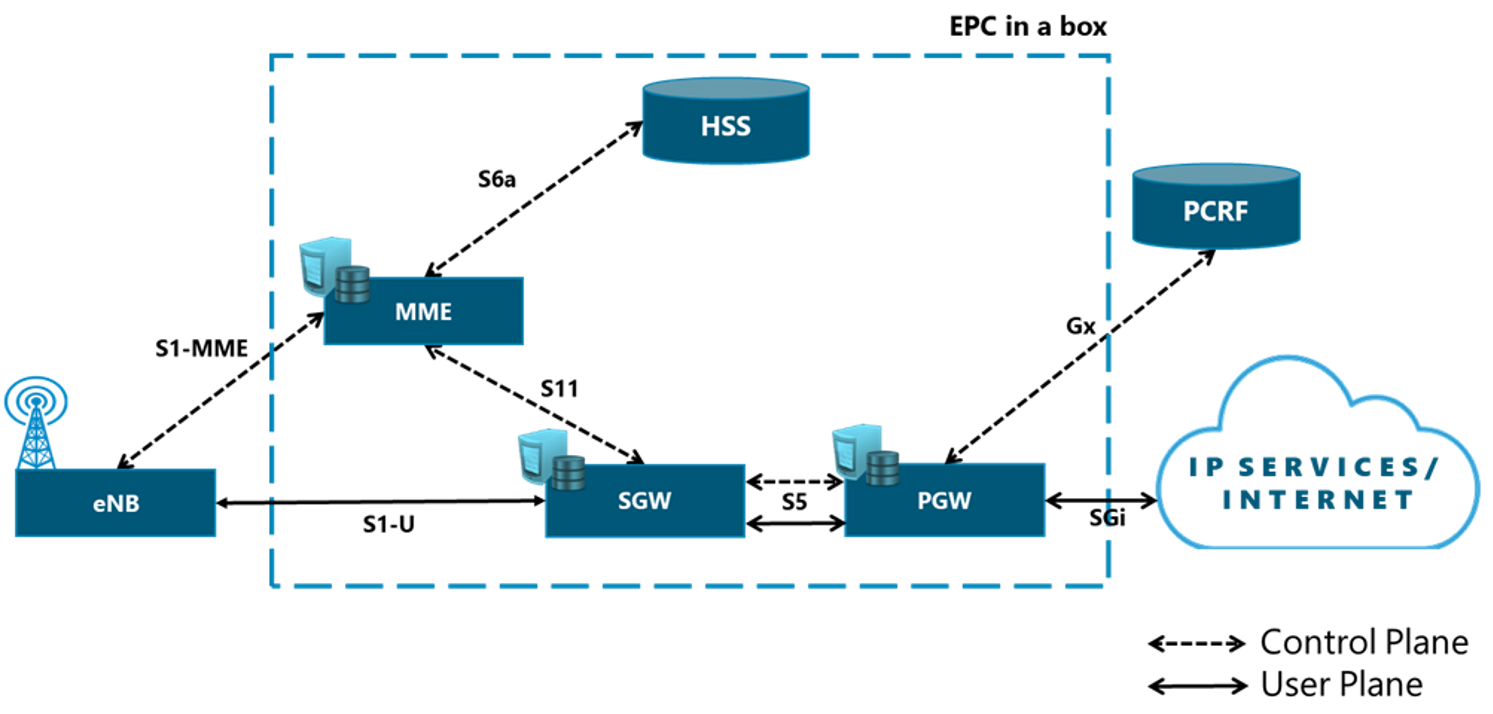 EPC in a box
HSS
S6a
PCRF
MME
Gx
S1-MME
S11
IP SERVICES/
INTERNET
eNB
S1-U
SGW
S5
PGW
SGi
Control Plane
User Plane